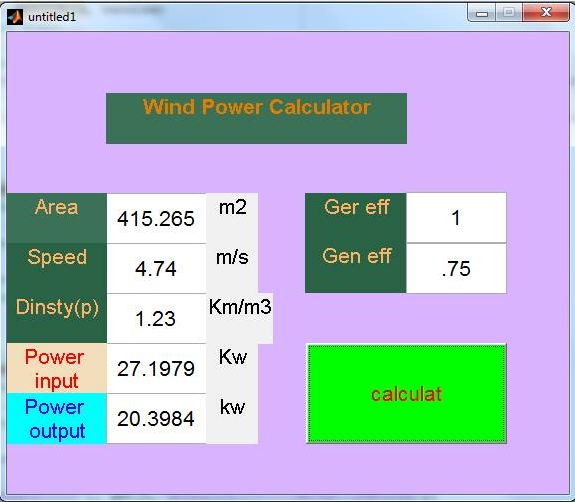 untitled1
Wind Power Calculator
Area 415.265 m2 Ger eff 1
Speed 4.74 m/s Gen eff .75
Dinsty(p) 1.23 Km/m3
Power input 27.1979 Kw
Power output 20.3984 kw
calculat